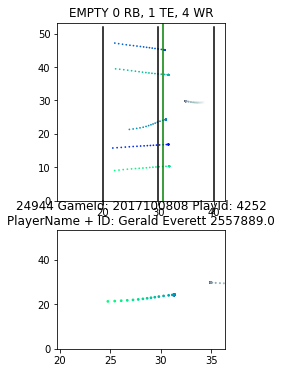 EMPTY 0 RB, 1 TE, 4 WR
50
40
30
20
10
0
20 30 40
24944 GameId: 2017100808 PlayId: 4252
PlayerName + ID: Gerald Everett 2557889.0
40
20
0
20 25 30 35